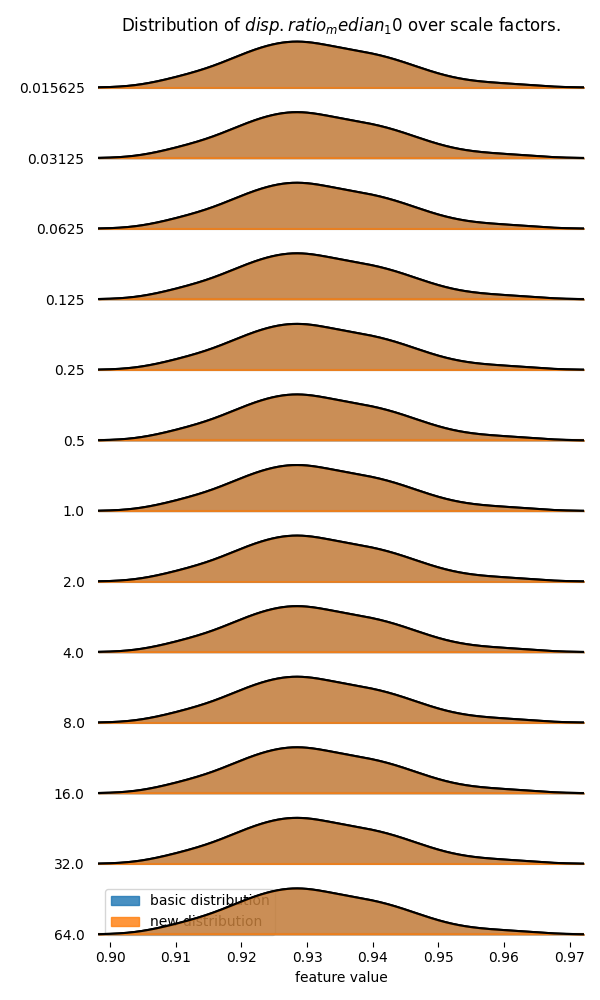 Distribution of disp.ratioₘedian₁0 over scale factors.
0.015625
0.03125
0.0625
0.125
0.25
0.5
1.0
2.0
4.0
8.0
16.0
32.0
basic distribution
new distribution
64.0
0.90 0.91 0.92 0.93 0.94 0.95 0.96 0.97
feature value